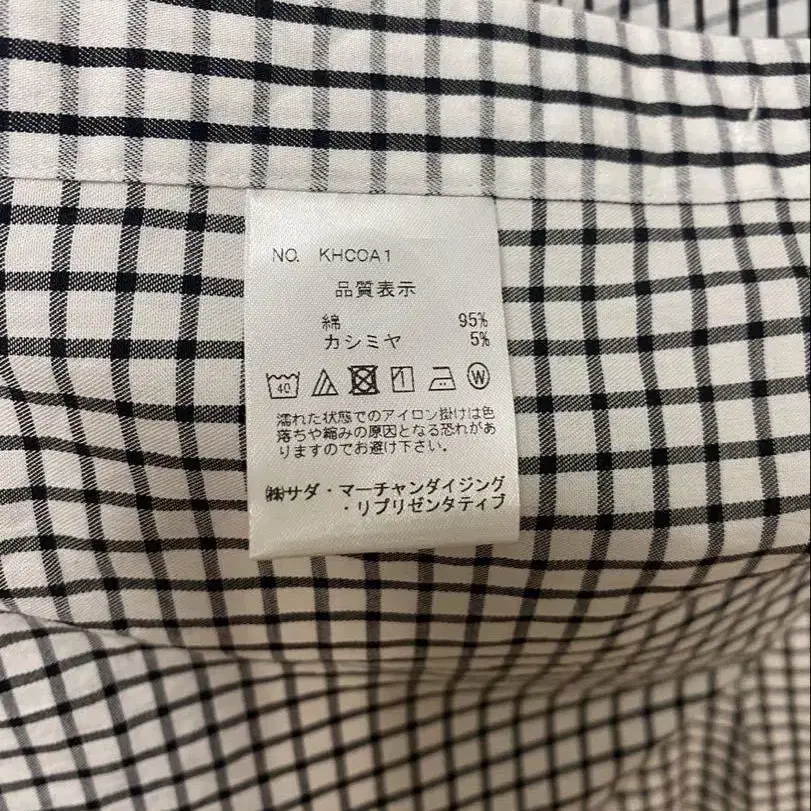 NO. KHCOA1
品質表示
綿 95%
カシミヤ 5%
40 W
濡れた状態でのアイロン掛けは色
落ちや縮みの原因となる恐れがあ
りますのでお避け下さい。
㈱サダ・マーチャンダイジング
・リプリゼンタティブ